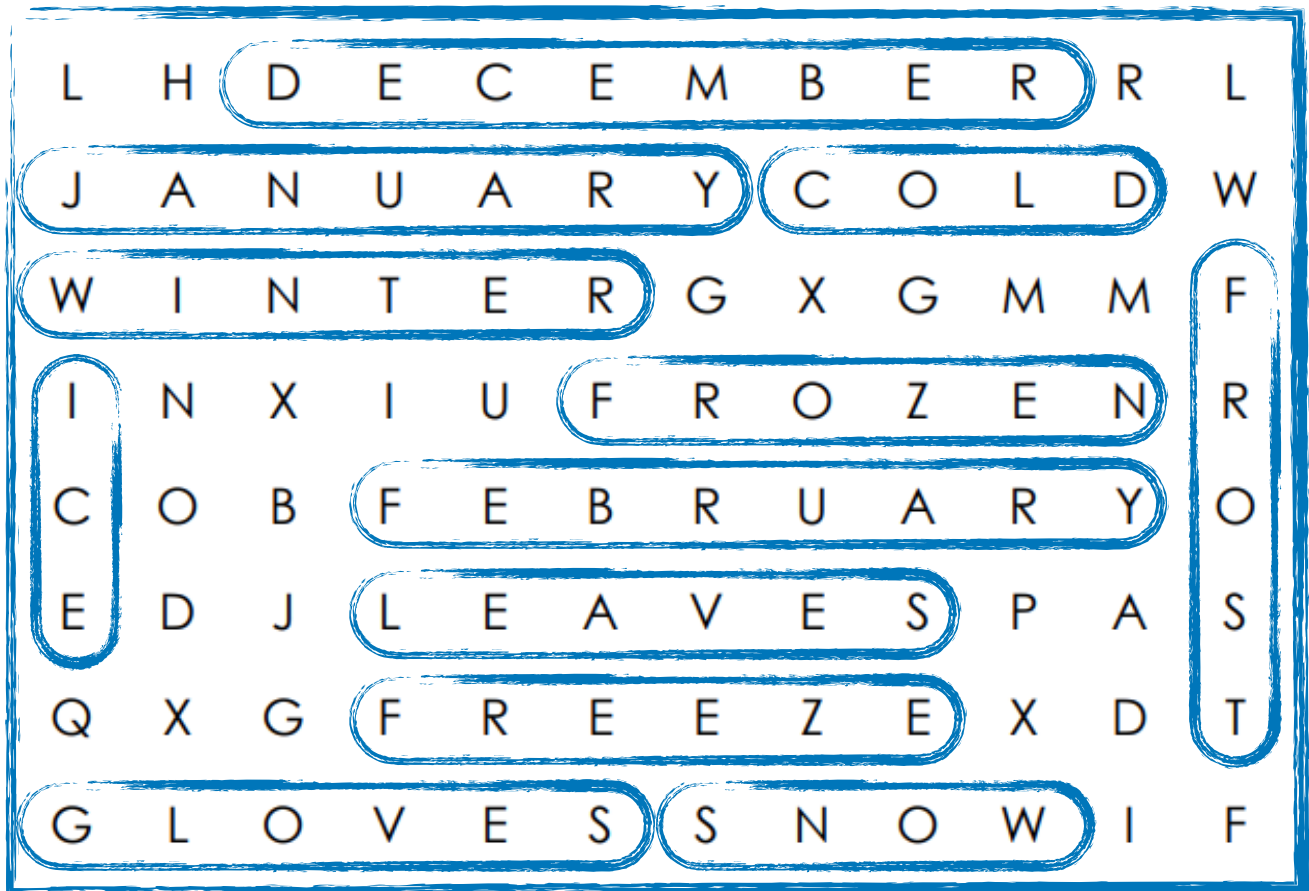 L H D E C E M B E R R L
J A N U A R Y C O L D W
W I N T E R G X G M M F
I N X I U F R O Z E N R
C O B F E B R U A R Y O
E D J L E A V E S P A S
Q X G F R E E Z E X D T
G L O V E S S N O W I F